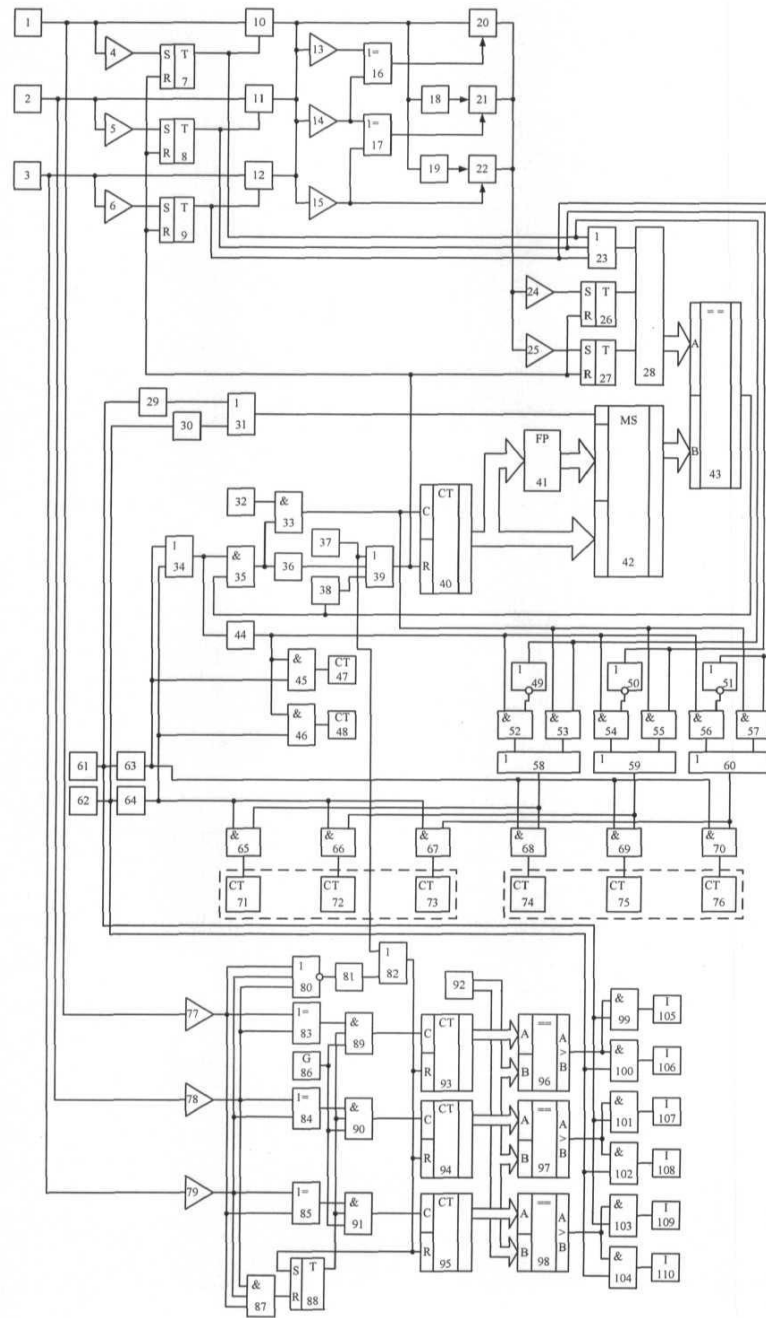 1
10
20
4
S T
R
7
13
1=
16
2
11
18
21
5
S T
R
8
14
1=
17
3
12
19
22
6
S T
R
9
15
1
23
24
S T
R
26
25
S T
R
27
28
A
= =
B
43
29
1
31
30
MS
42
FP
41
32
&
33
C
CT
R
40
37
1
34
&
35
36
1
39
38
44
&
45
CT
47
&
46
CT
48
1
49
1
50
1
51
&
52
&
53
&
54
&
55
&
56
&
57
1
58
1
59
1
60
61
63
62
64
&
65
&
66
&
67
&
68
&
69
&
70
CT
71
CT
72
CT
73
CT
74
CT
75
CT
76
1
80
81
1
82
92
77
1=
83
&
89
C
CT
R
93
A
==
B
96
A
>
B
&
99
I
105
G
86
&
100
I
106
78
1=
84
&
90
C
CT
R
94
A
==
B
97
A
>
B
&
101
I
107
&
102
I
108
79
1=
85
&
91
C
CT
R
95
A
==
B
98
A
>
B
&
103
I
109
&
104
I
110
&
87
S T
R
88